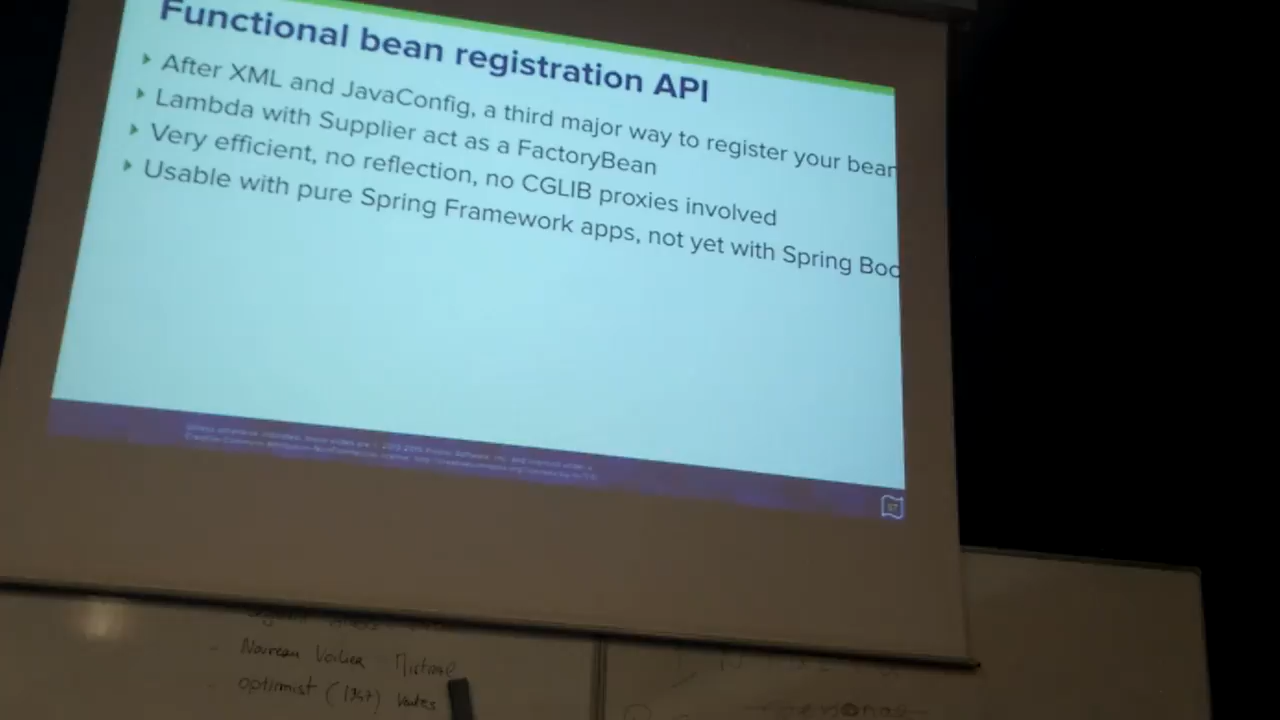 Functional bean registration API
After XML and JavaConfig, a third major way to register your bean
Lambda with Supplier act as a FactoryBean
Very efficient, no reflection, no CGLIB proxies involved
Usable with pure Spring Framework apps, not yet with Spring Boo
37
Nouveau Voilier
optimist (1947)